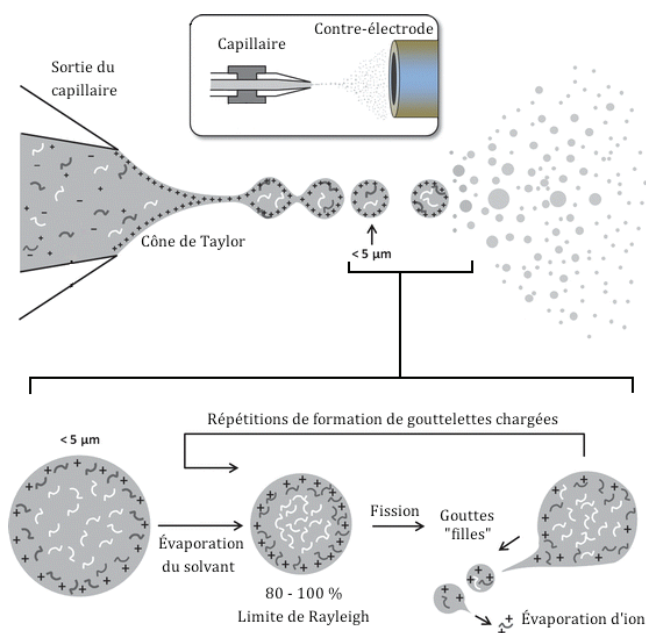 Contre-électrode
Capillaire
Sortie du
capillaire
Cône de Taylor
< 5 µm
Répétitions de formation de gouttelettes chargées
< 5 µm
Évaporation
du solvant
80 - 100 %
Limite de Rayleigh
Fission
Gouttes
"filles"
Évaporation d'ion